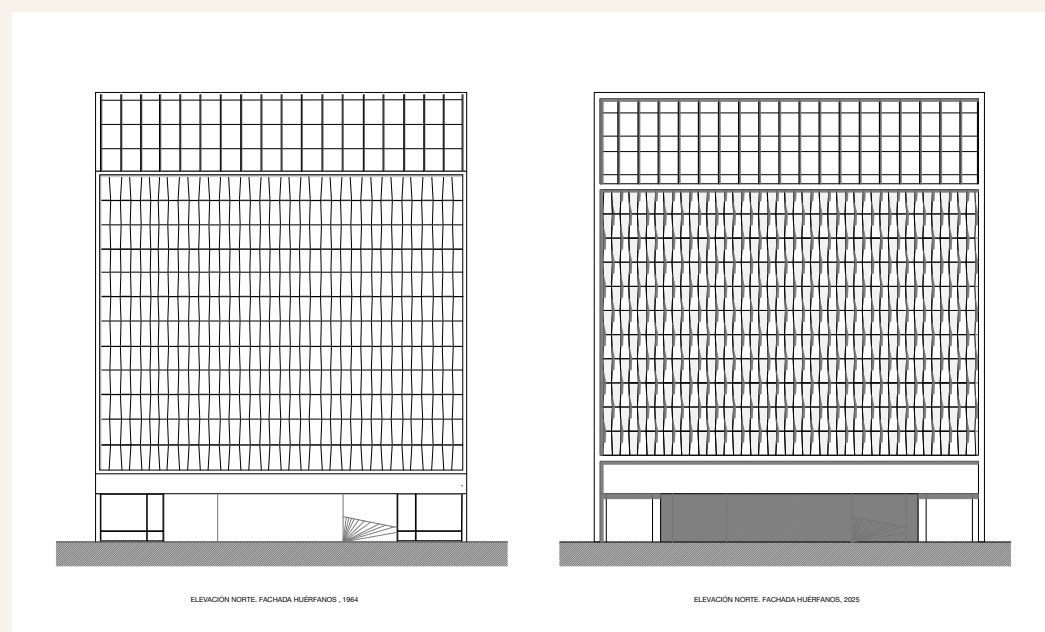 ELEVACIÓN NORTE. FACHADA HUÉRFANOS , 1964
ELEVACIÓN NORTE. FACHADA HUÉRFANOS, 2025